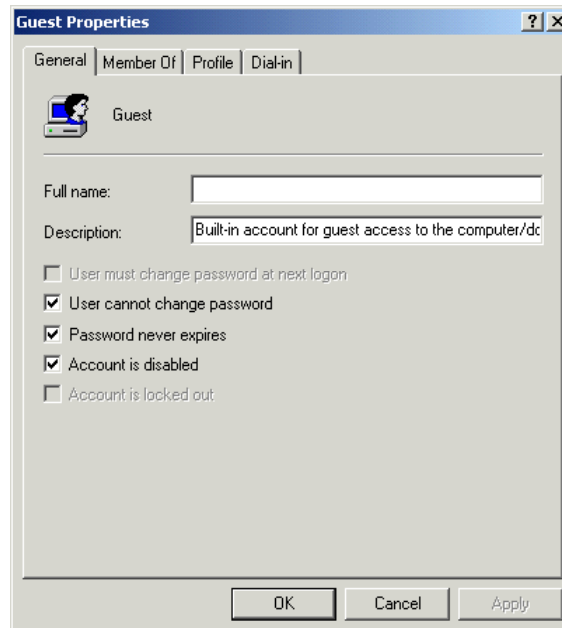 Guest Properties
General Member Of Profile Dial-in
Guest
Full name:
Description: Built-in account for guest access to the computer/dc
User must change password at next logon
User cannot change password
Password never expires
Account is disabled
Account is locked out
OK Cancel Apply